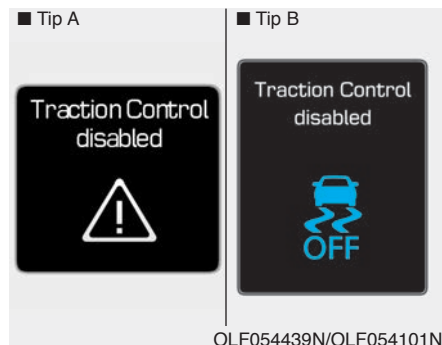 ■ Tip A
■ Tip B
Traction Control
disabled
Traction Control
disabled
OFF
OLF054439N/OLF054101N